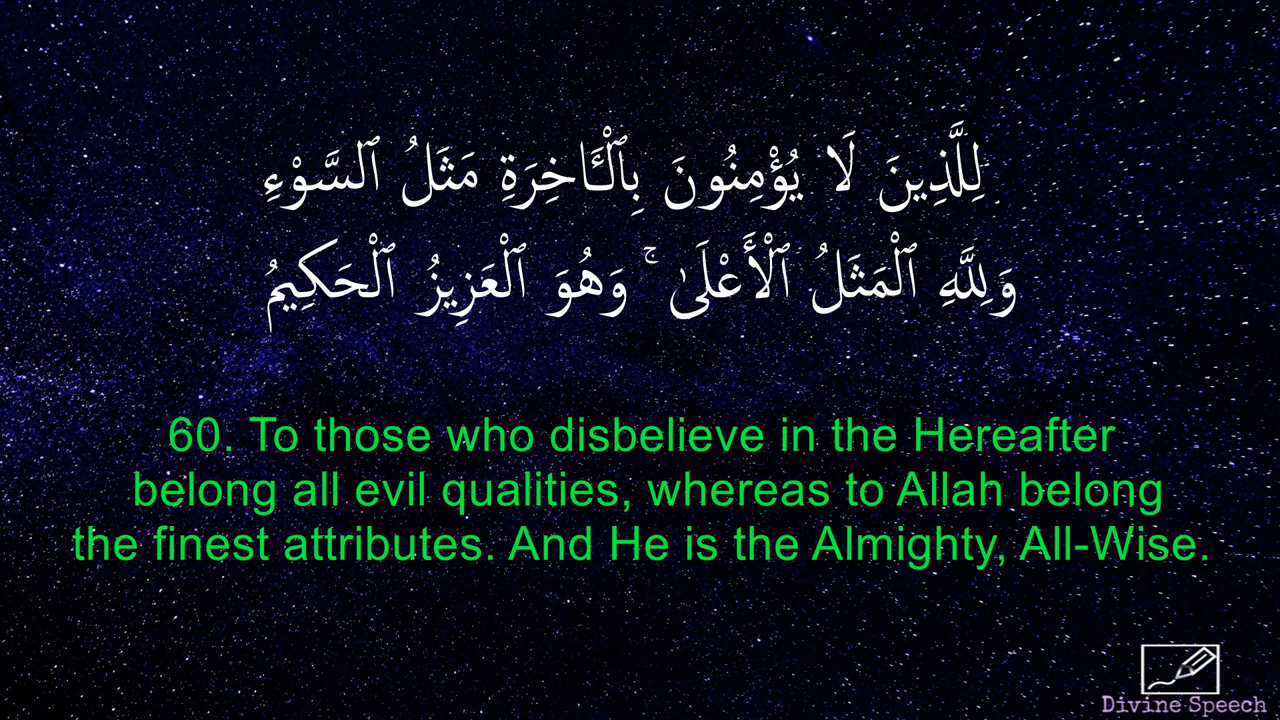 لِلَّذِينَ لَا يُؤْمِنُونَ بِٱلْـَٔاخِرَةِ مَثَلُ ٱلسَّوْءِ
وَلِلَّهِ ٱلْمَثَلُ ٱلْأَعْلَىٰ ۚ وَهُوَ ٱلْعَزِيزُ ٱلْحَكِيمُ
60. To those who disbelieve in the Hereafter
belong all evil qualities, whereas to Allah belong
the finest attributes. And He is the Almighty, All-Wise.
Divine Speech